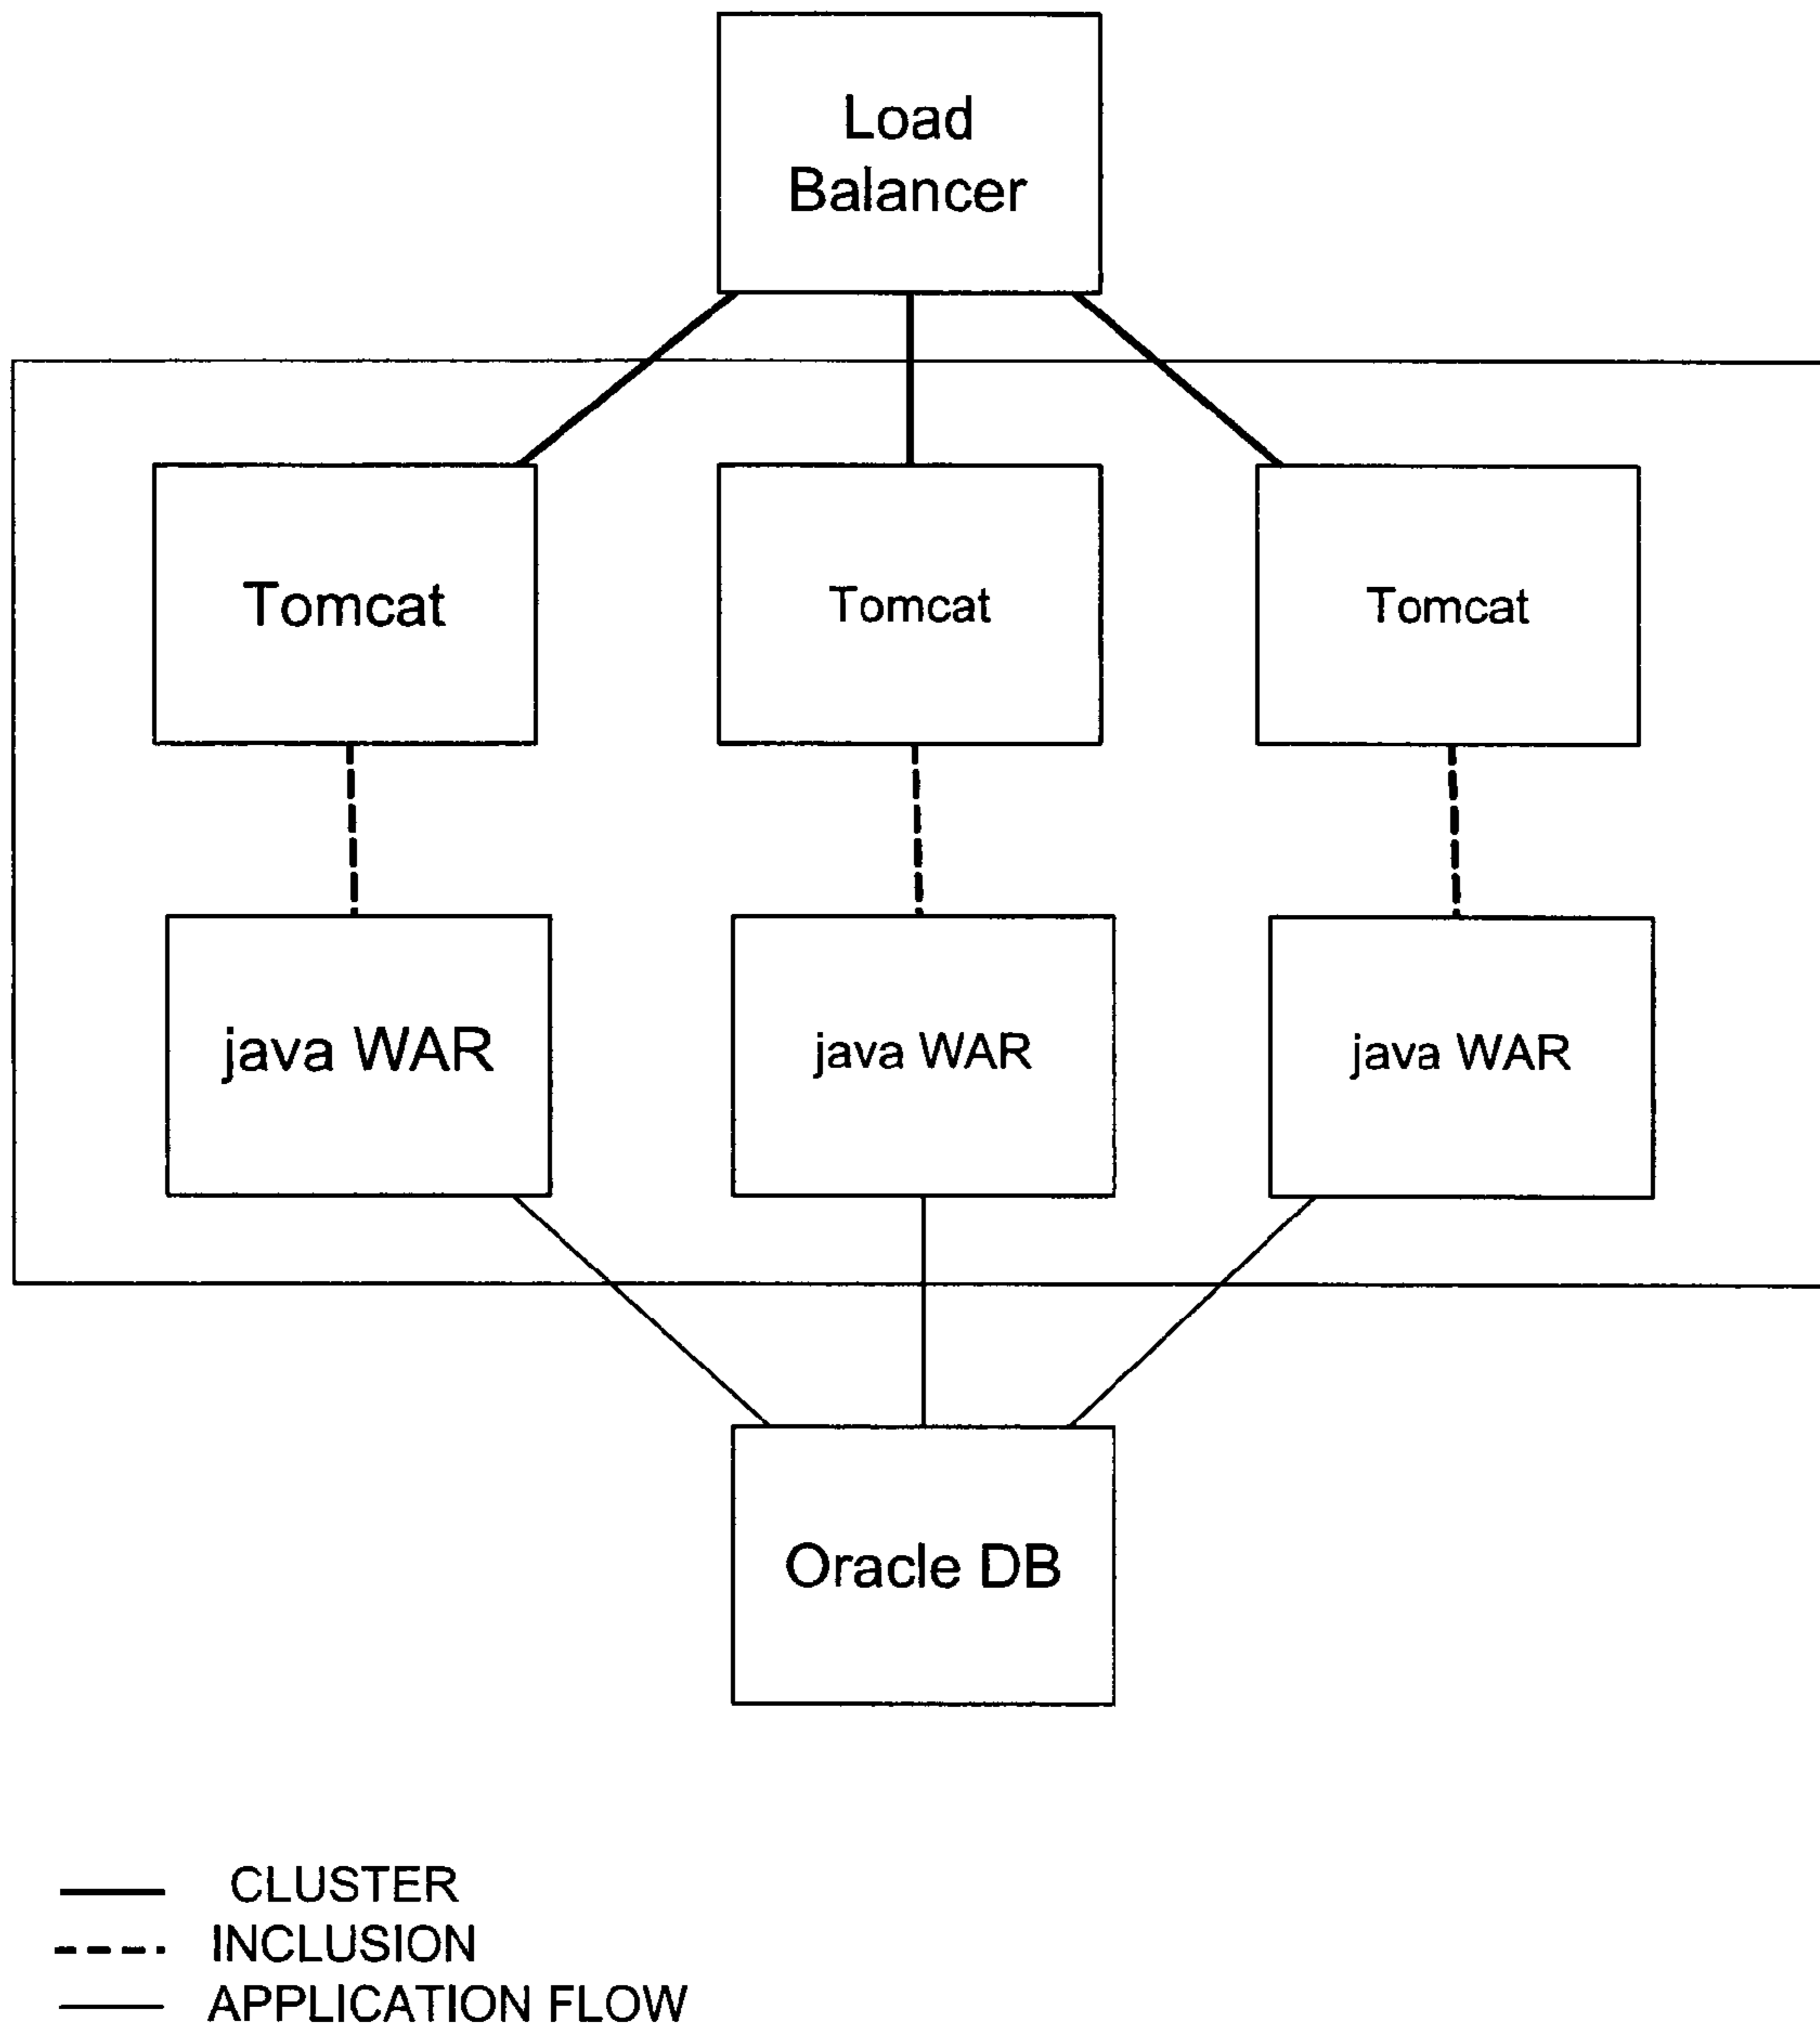 Load
Balancer
Tomcat
Tomcat
Tomcat
java WAR
java WAR
java WAR
Oracle DB
CLUSTER
INCLUSION
APPLICATION FLOW